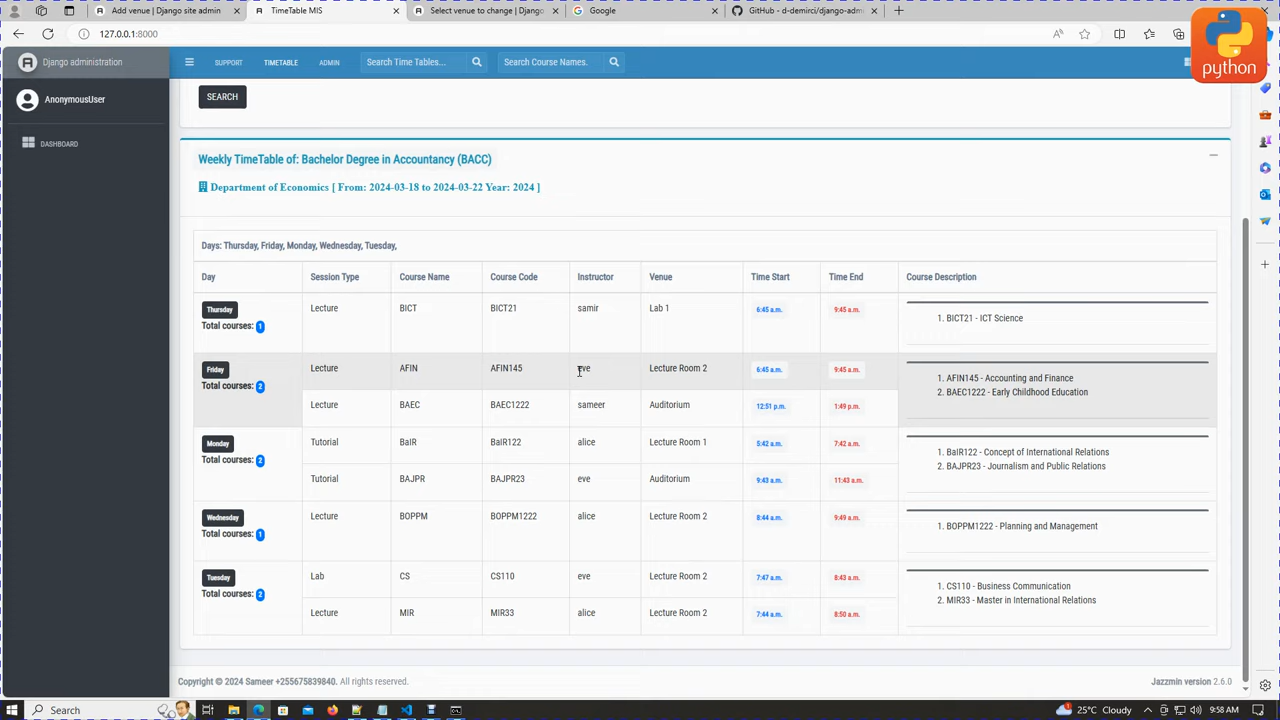 Add venue | Django site admin
TimeTable MIS
Select venue to change | Django
Google
GitHub - d-demirci/django-adm
127.0.0.1:8000
python
Django administration
SUPPORT
TIMETABLE
ADMIN
Search Time Tables...
Search Course Names.
AnonymousUser
DASHBOARD
SEARCH
Weekly TimeTable of: Bachelor Degree in Accountancy (BACC)
Department of Economics [ From: 2024-03-18 to 2024-03-22 Year: 2024 ]
Days: Thursday, Friday, Monday, Wednesday, Tuesday,
Day Session Type Course Name Course Code Instructor Venue Time Start Time End Course Description
Thursday Lecture BICT BICT21 samir Lab 1 6:45 a.m. 9:45 a.m.
1. BICT21 - ICT Science
Total courses: 1
Friday Lecture AFIN AFIN145 eve Lecture Room 2 6:45 a.m. 9:45 a.m.
1. AFIN145 - Accounting and Finance
Total courses: 2
2. BAEC1222 - Early Childhood Education
Lecture BAEC BAEC1222 sameer Auditorium 12:51 p.m. 1:49 p.m.
Monday Tutorial BaIR BaIR122 alice Lecture Room 1 5:42 a.m. 7:42 a.m.
1. BaIR122 - Concept of International Relations
Total courses: 2
2. BAJPR23 - Journalism and Public Relations
Tutorial BAJPR BAJPR23 eve Auditorium 9:43 a.m. 11:43 a.m.
Wednesday Lecture BOPPM BOPPM1222 alice Lecture Room 2 8:44 a.m. 9:49 a.m.
1. BOPPM1222 - Planning and Management
Total courses: 1
Tuesday Lab CS CS110 eve Lecture Room 2 7:47 a.m. 8:43 a.m.
1. CS110 - Business Communication
Total courses: 2
2. MIR33 - Master in International Relations
Lecture MIR MIR33 alice Lecture Room 2 7:44 a.m. 8:50 a.m.
Copyright © 2024 Sameer +255675839840. All rights reserved.
Jazzmin version 2.6.0
Search
25°C Cloudy
9:58 AM